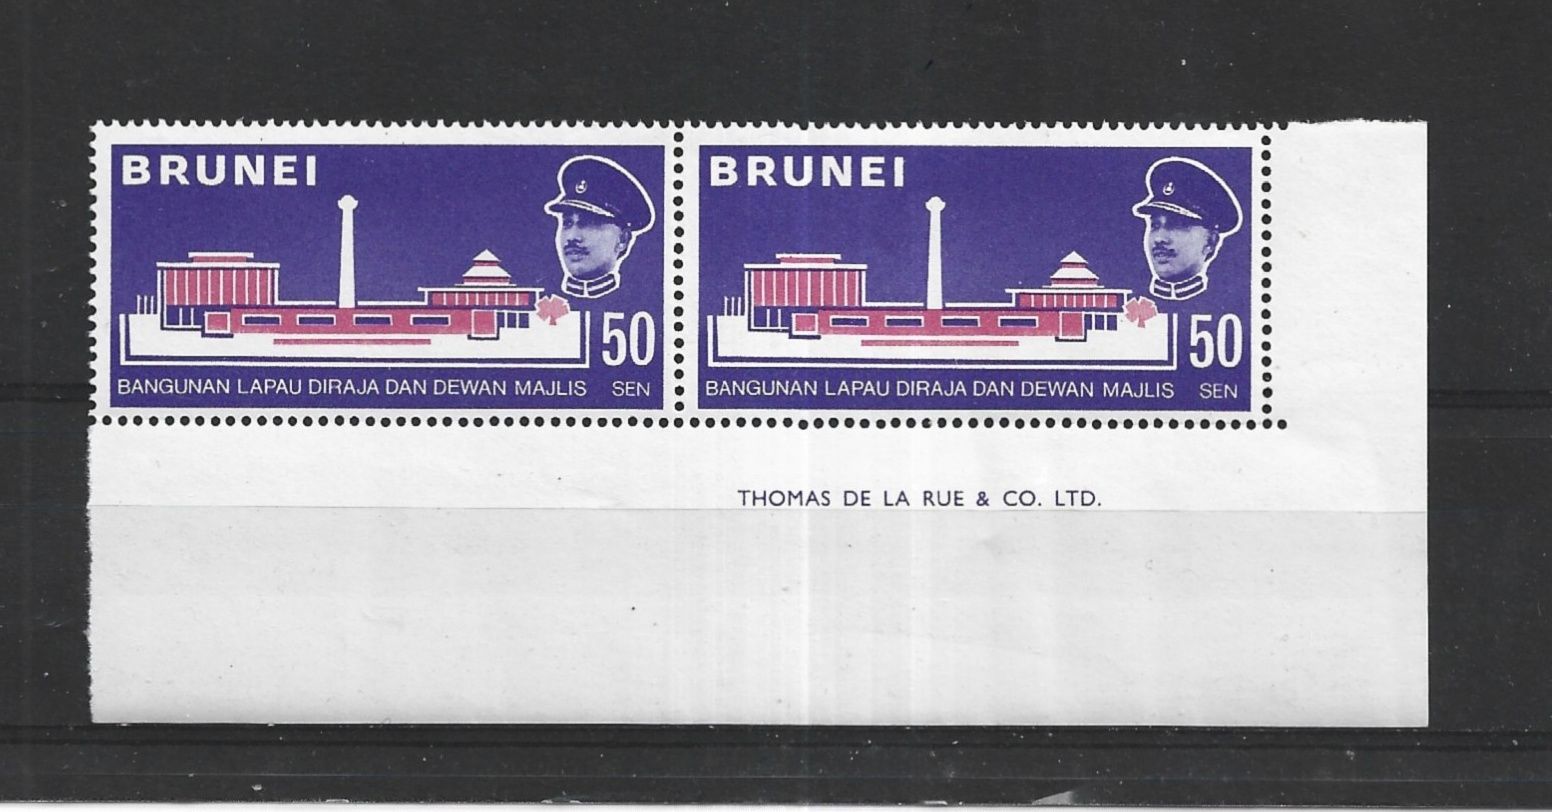 BRUNEI
50
BANGUNAN LAPAU DIRAJA DAN DEWAN MAJLIS SEN
BRUNEI
50
BANGUNAN LAPAU DIRAJA DAN DEWAN MAJLIS SEN
THOMAS DE LA RUE & CO. LTD.